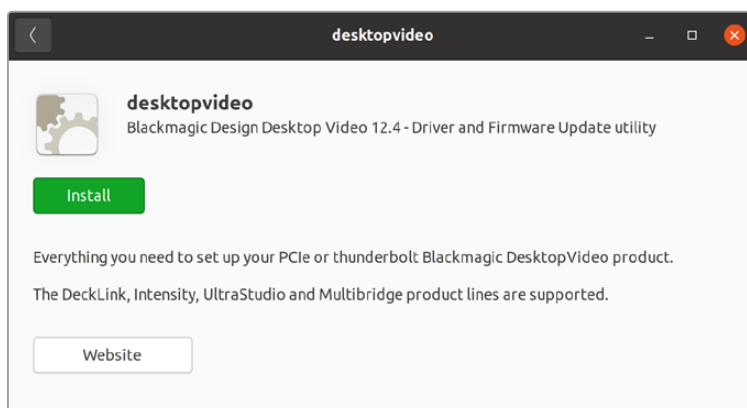 desktopvideo
desktopvideo
Blackmagic Design Desktop Video 12.4 - Driver and Firmware Update utility
Install
Everything you need to set up your PCIe or thunderbolt Blackmagic DesktopVideo product.
The DeckLink, Intensity, UltraStudio and Multibridge product lines are supported.
Website